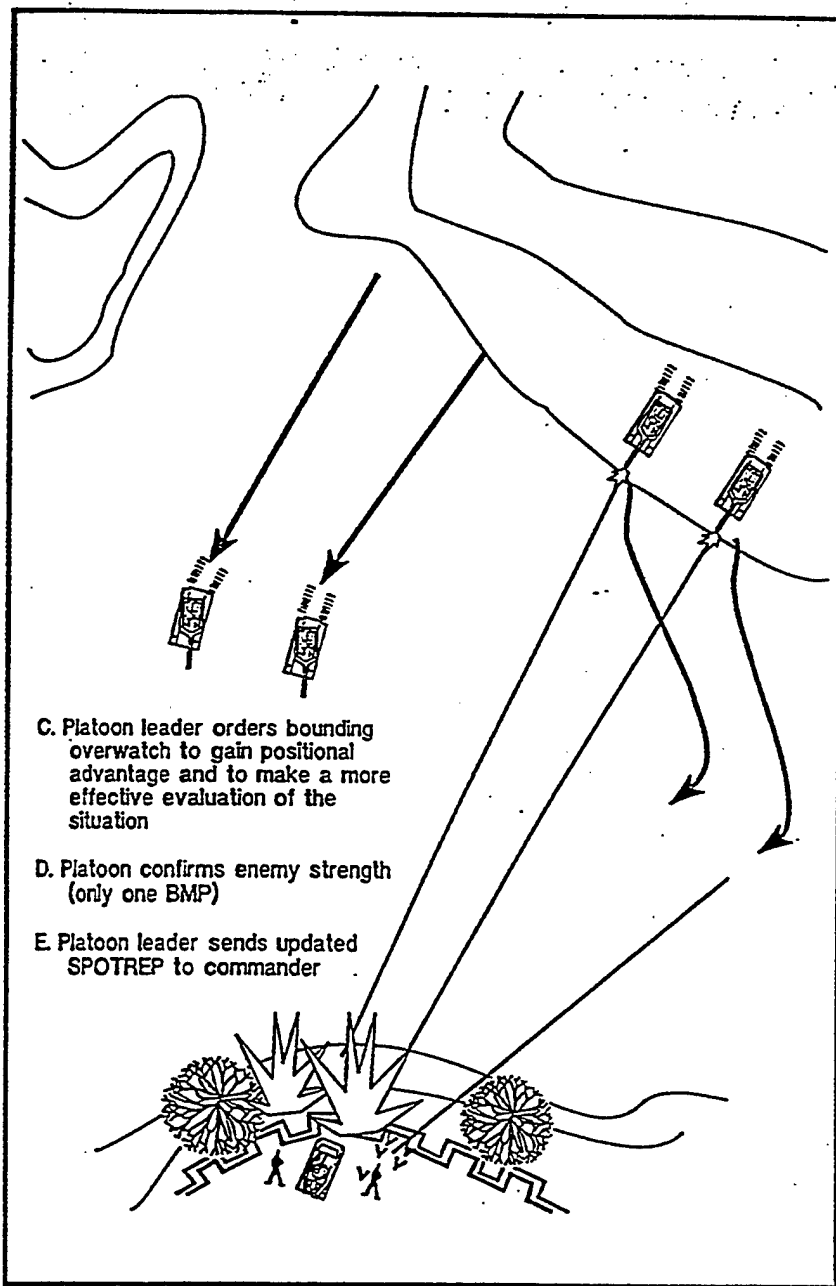 C. Platoon leader orders bounding
overwatch to gain positional
advantage and to make a more
effective evaluation of the
situation
D. Platoon confirms enemy strength
(only one BMP)
E. Platoon leader sends updated
SPOTREP to commander